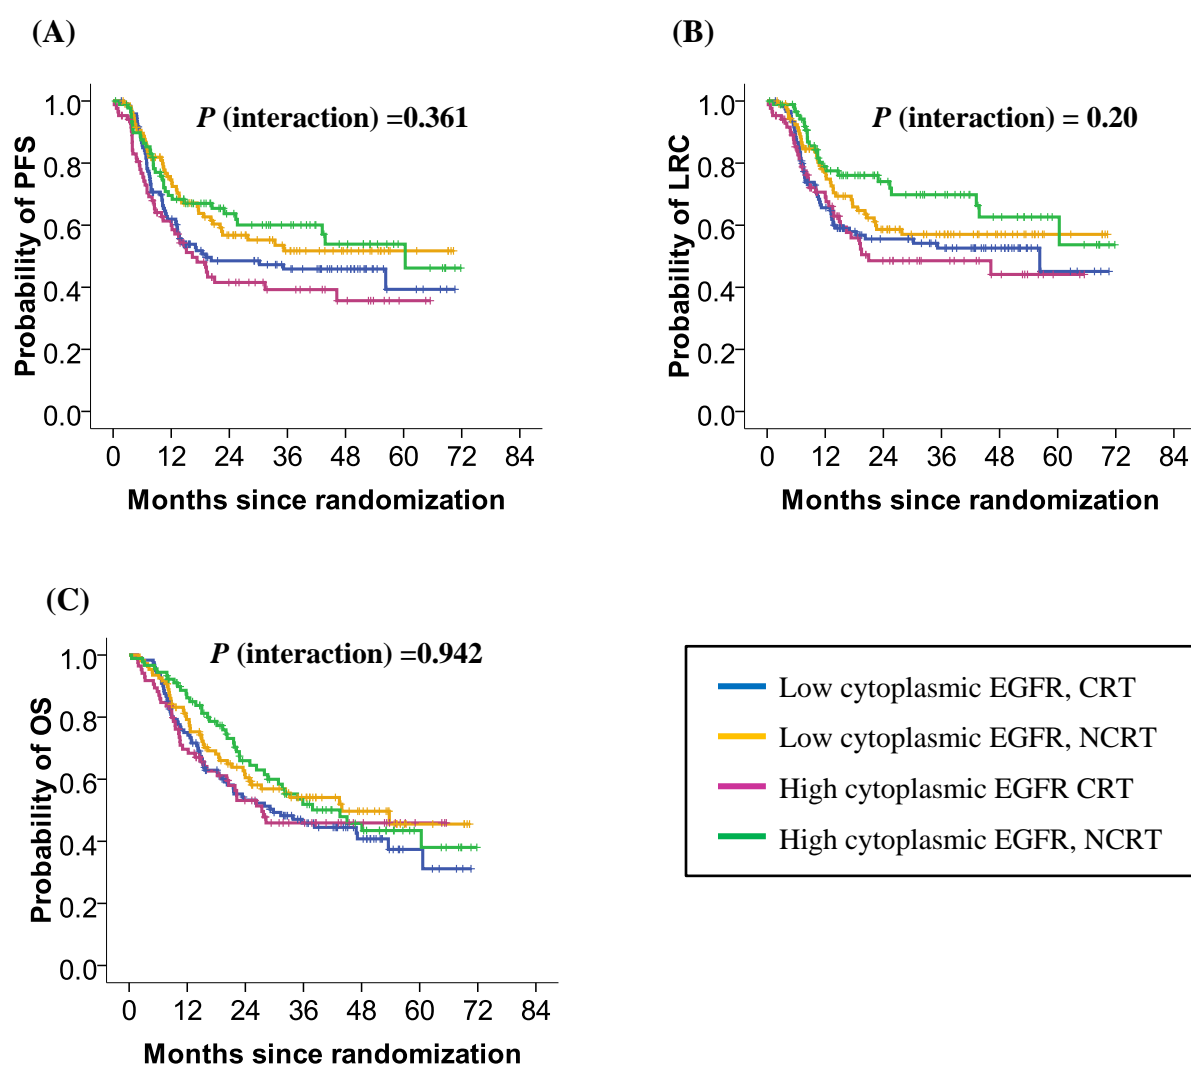 (A)
P (interaction) =0.361
Probability of PFS
1.0
0.8
0.6
0.4
0.2
0.0
0 12 24 36 48 60 72 84
Months since randomization
(B)
P (interaction) = 0.20
Probability of LRC
1.0
0.8
0.6
0.4
0.2
0.0
0 12 24 36 48 60 72 84
Months since randomization
(C)
P (interaction) =0.942
Probability of OS
1.0
0.8
0.6
0.4
0.2
0.0
0 12 24 36 48 60 72 84
Months since randomization
Low cytoplasmic EGFR, CRT
Low cytoplasmic EGFR, NCRT
High cytoplasmic EGFR CRT
High cytoplasmic EGFR, NCRT